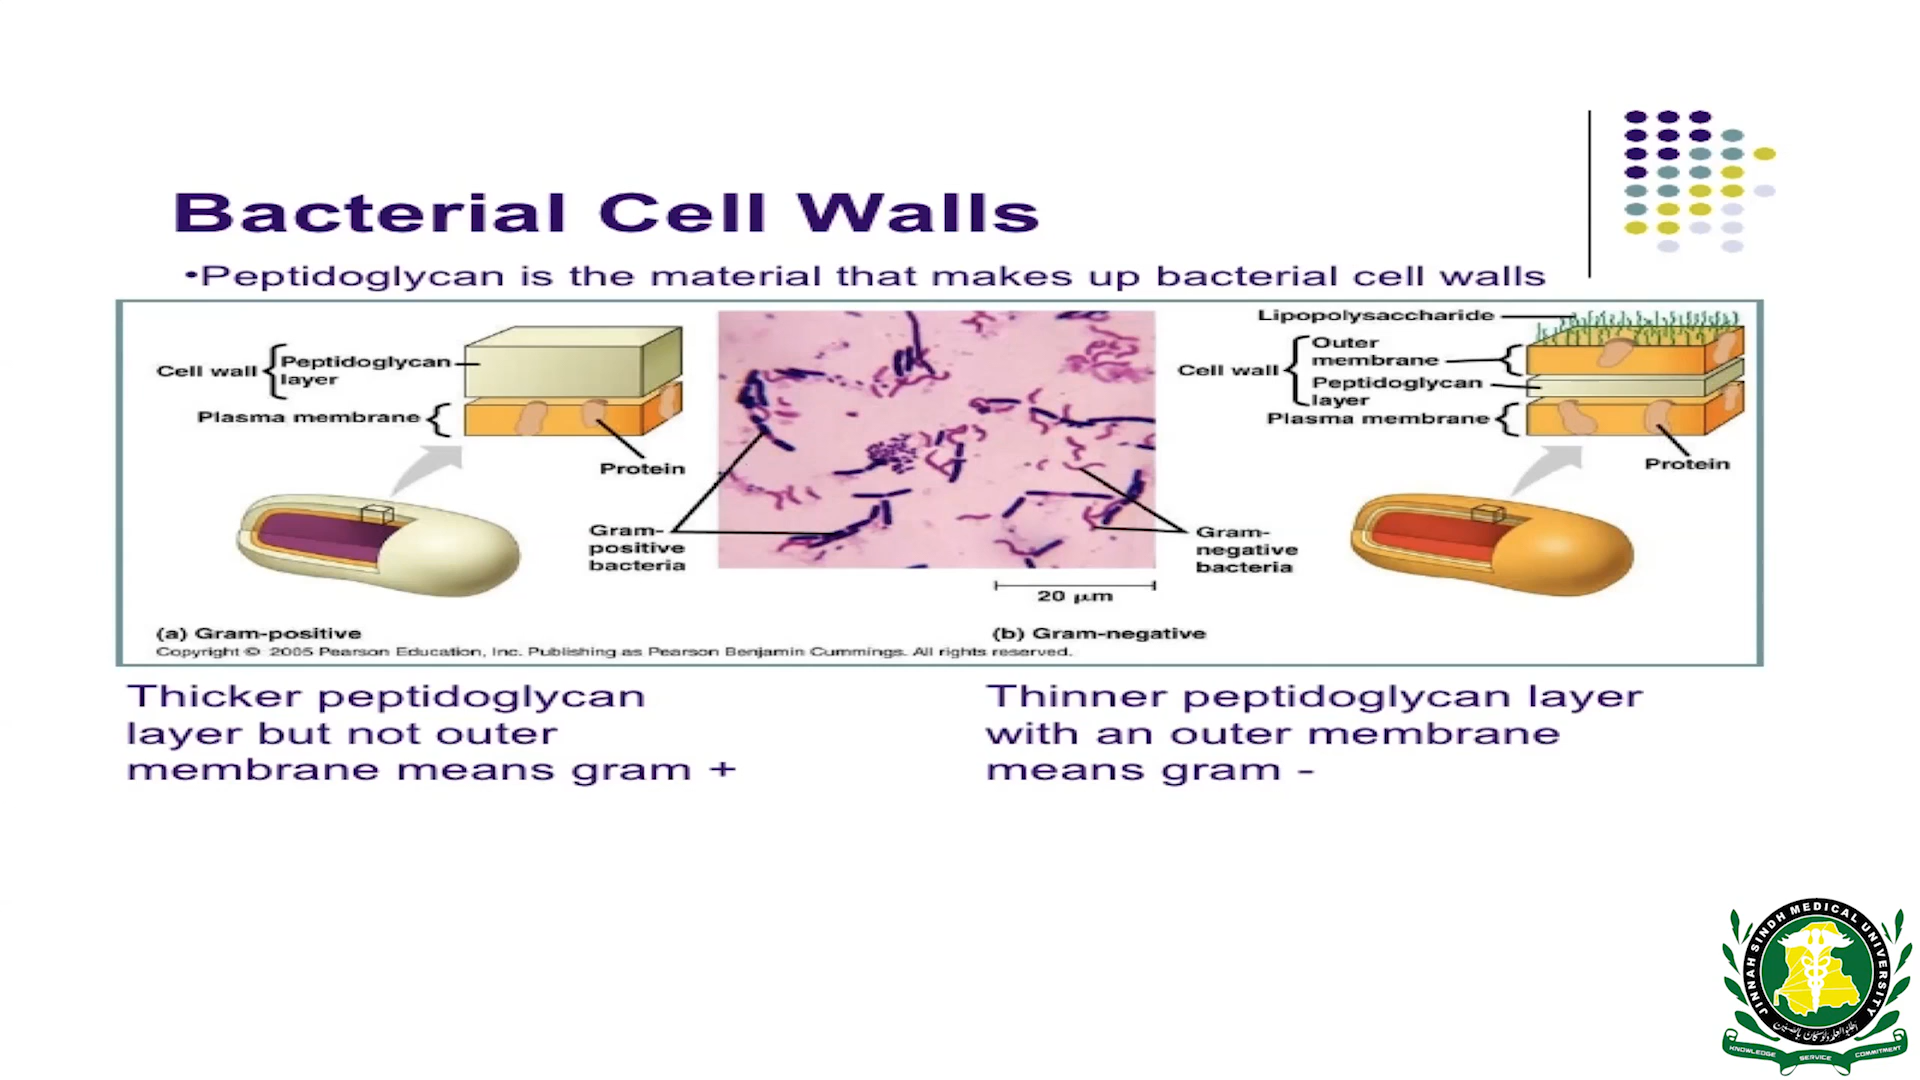 Bacterial Cell Walls
•Peptidoglycan is the material that makes up bacterial cell walls
Cell wall
Peptidoglycan
layer
Plasma membrane
Protein
Gram-
positive
bacteria
(a) Gram-positive
Lipopolysaccharide
Outer
membrane
Cell wall
Peptidoglycan
layer
Plasma membrane
Protein
Gram-
negative
bacteria
20 µm
(b) Gram-negative
Copyright © 2005 Pearson Education, Inc. Publishing as Pearson Benjamin Cummings. All rights reserved.
Thicker peptidoglycan
layer but not outer
membrane means gram +
Thinner peptidoglycan layer
with an outer membrane
means gram -
JINNAH SINDH MEDICAL UNIVERSITY
KNOWLEDGE SERVICE COMMITMENT